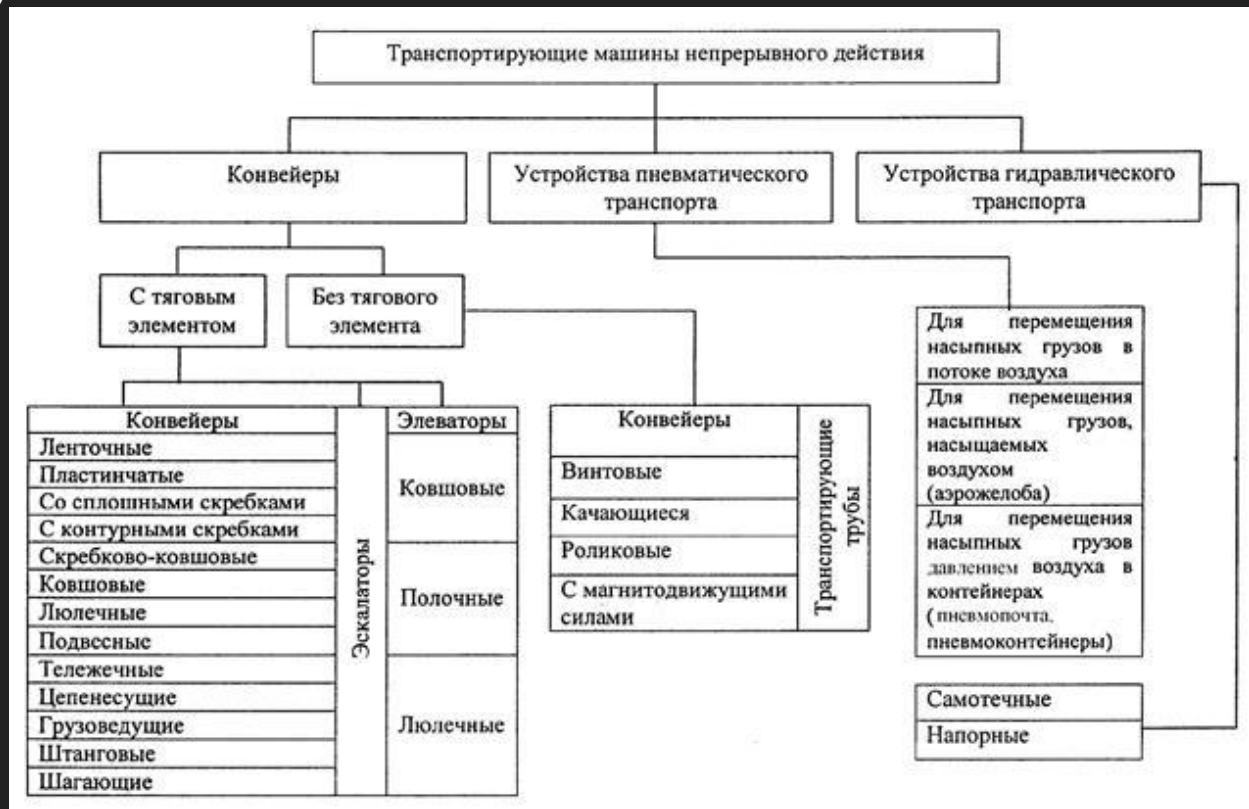 Транспортирующие машины непрерывного действия
Конвейеры
Устройства пневматического
транспорта
Устройства гидравлического
транспорта
С тяговым
элементом
Без тягового
элемента
Конвейеры
Ленточные
Пластинчатые
Со сплошными скребками
С контурными скребками
Скребково-ковшовые
Ковшовые
Люлечные
Подвесные
Тележечные
Цепенесущие
Грузоведущие
Штанговые
Шагающие
Эскалаторы
Элеваторы
Ковшовые
Полочные
Люлечные
Конвейеры
Винтовые
Качающиеся
Роликовые
С магнитодвижущими
силами
Транспортирующие
трубы
Для перемещения
насыпных грузов в
потоке воздуха
Для перемещения
насыпных грузов,
насыщаемых
воздухом
(аэрожелоба)
Для перемещения
насыпных грузов
давлением воздуха в
контейнерах
(пневмопочта,
пневмоконтейнеры)
Самотечные
Напорные